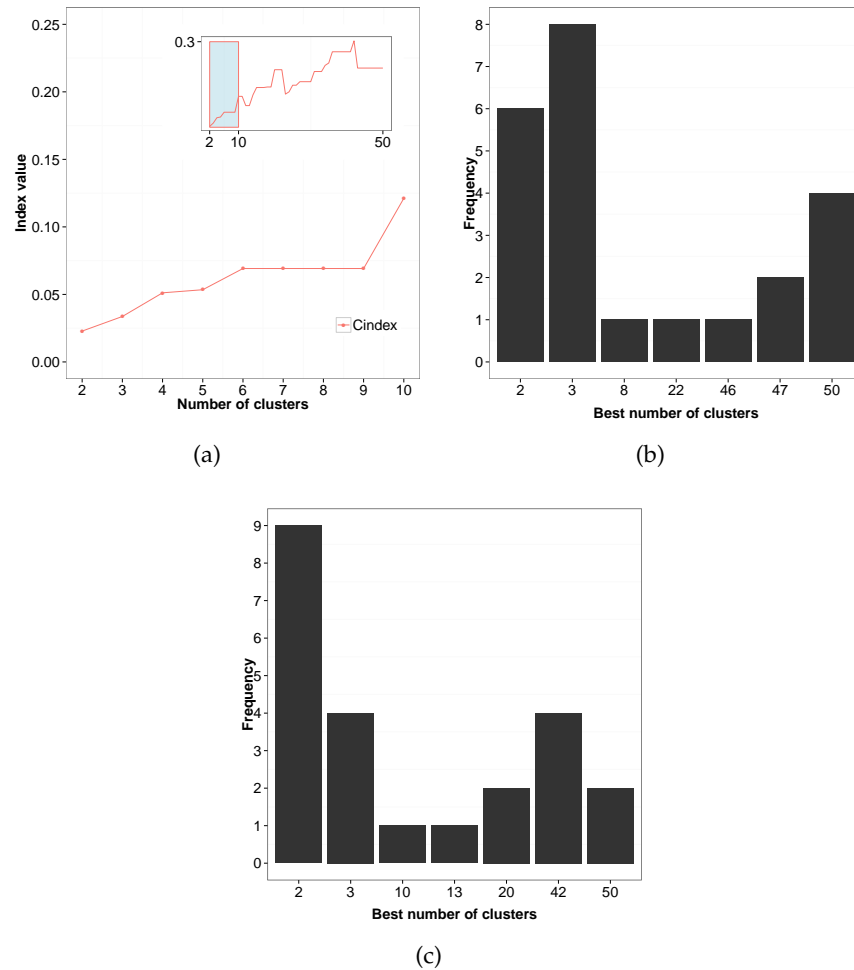 0.25
0.20
0.15
0.10
0.05
0.00
Index value
0.3
2 10 50
Cindex
2 3 4 5 6 7 8 9 10
Number of clusters
(a)
8
7
6
5
4
3
2
1
0
Frequency
2 3 8 22 46 47 50
Best number of clusters
(b)
9
8
7
6
5
4
3
2
1
0
Frequency
2 3 10 13 20 42 50
Best number of clusters
(c)